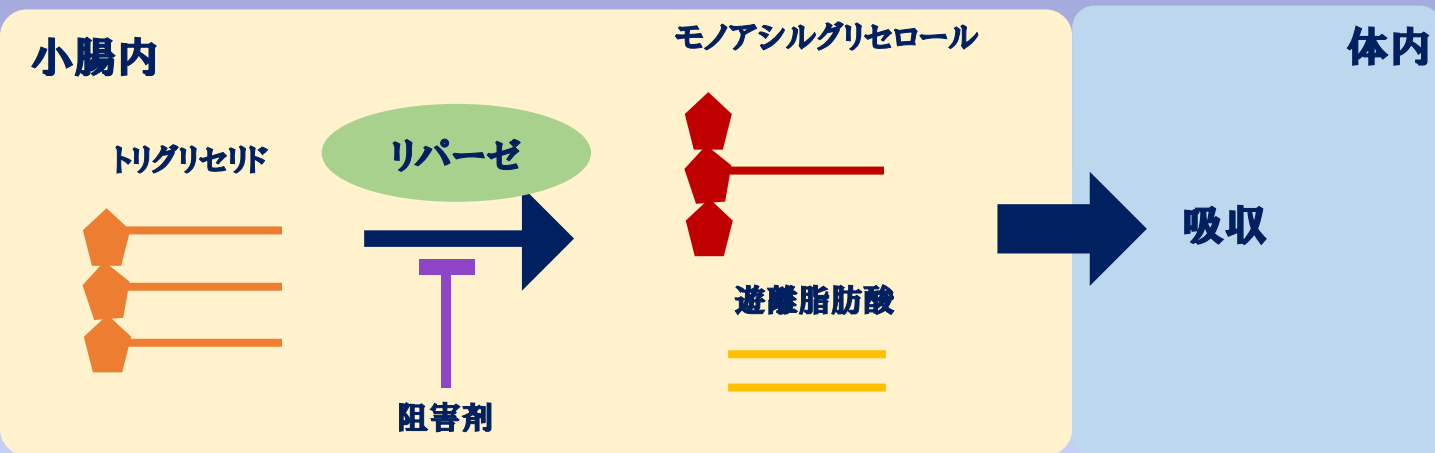 小腸内
体内
モノアシルグリセロール
トリグリセリド
リパーゼ
吸収
遊離脂肪酸
阻害剤